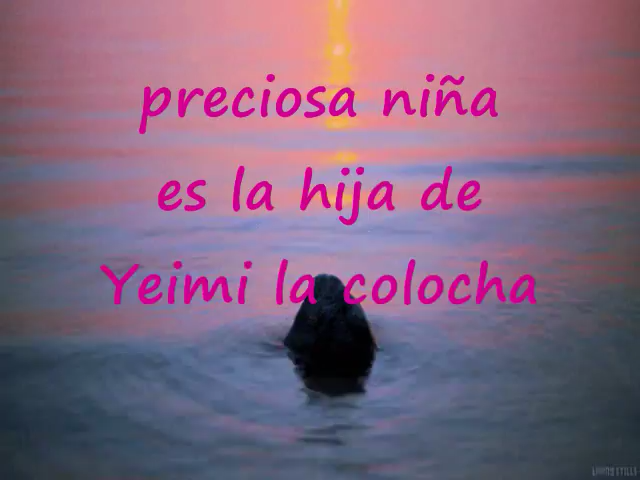 preciosa niña
es la hija de
Yeimi la colocha